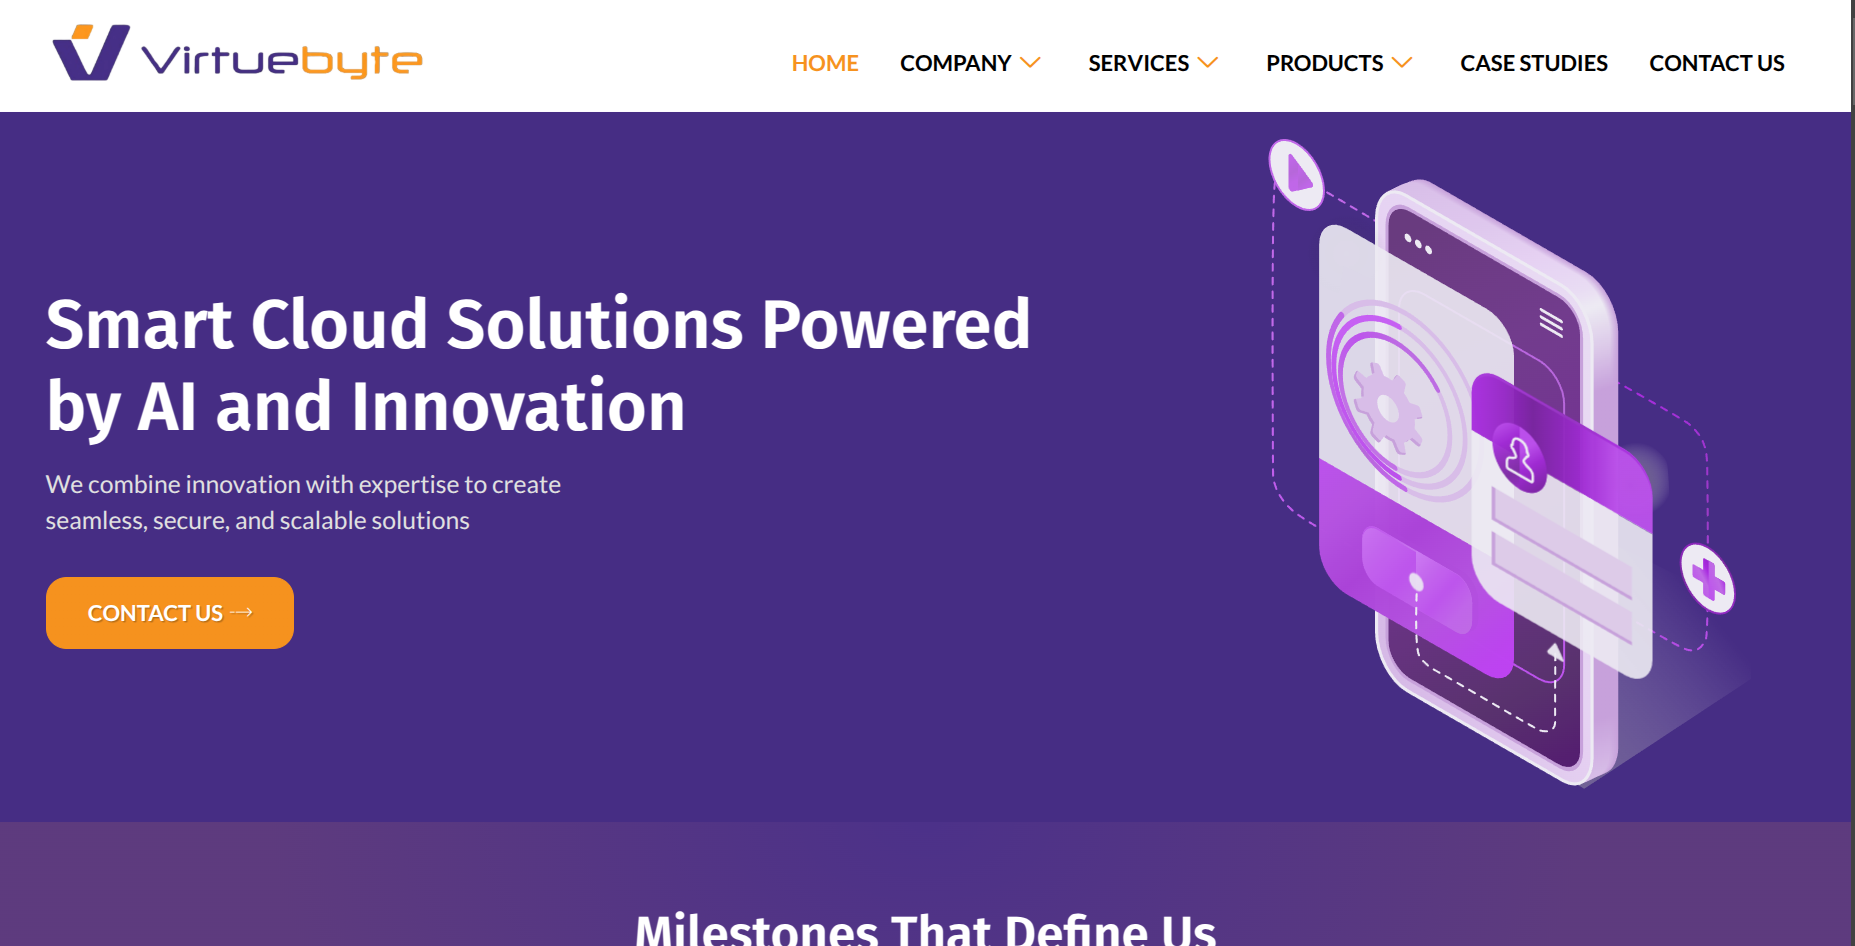 Virtuebyte
HOME COMPANY SERVICES PRODUCTS CASE STUDIES CONTACT US
Smart Cloud Solutions Powered
by AI and Innovation
We combine innovation with expertise to create
seamless, secure, and scalable solutions
CONTACT US →
Milestones That Define Us